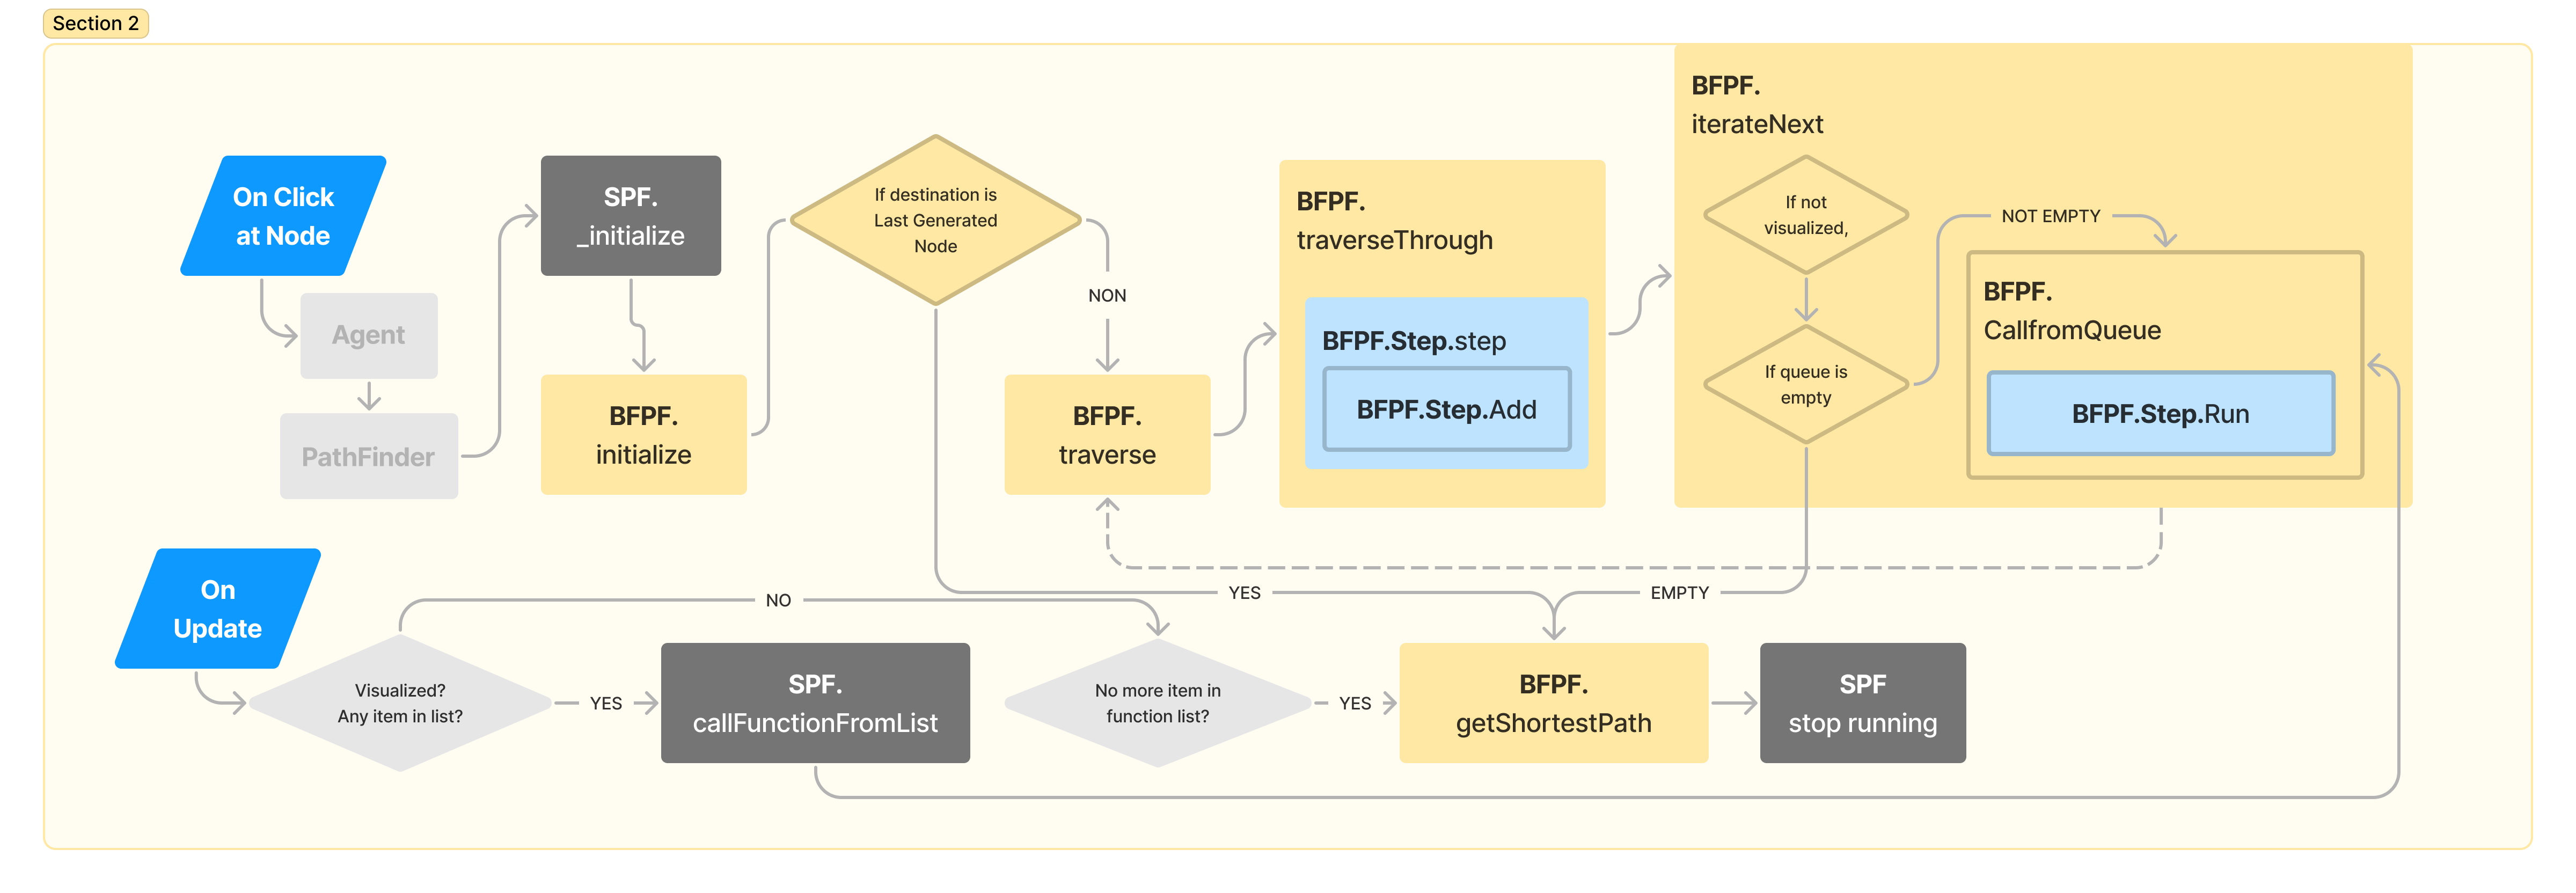 Section 2
On Click
at Node
Agent
PathFinder
SPF.
_initialize
BFPF.
initialize
If destination is
Last Generated
Node
NON
BFPF.
traverse
BFPF.
traverseThrough
BFPF.Step.step
BFPF.Step.Add
BFPF.
iterateNext
If not
visualized,
If queue is
empty
NOT EMPTY
BFPF.
CallfromQueue
BFPF.Step.Run
On
Update
Visualized?
Any item in list?
NO
YES
SPF.
callFunctionFromList
No more item in
function list?
YES
YES
EMPTY
BFPF.
getShortestPath
SPF
stop running